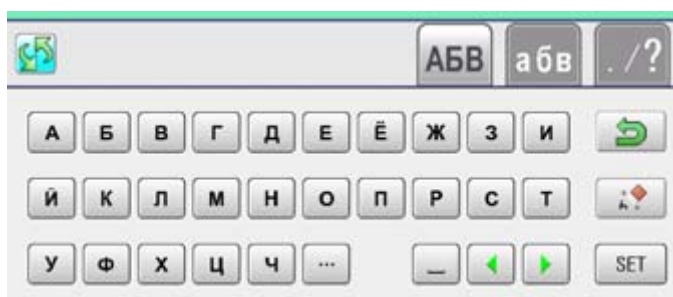 АБВ абв ./?
А Б В Г Д Е Ё Ж З И
Й К Л М Н О П Р С Т
У Ф Х Ц Ч ... _ SET